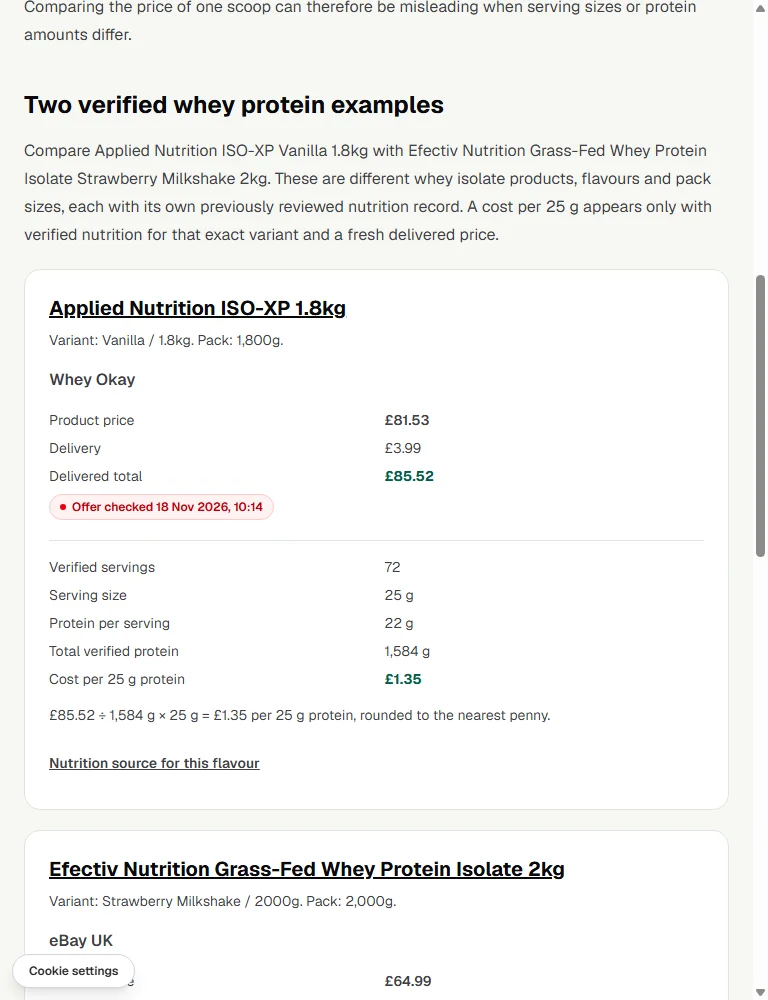 Comparing the price of one scoop can therefore be misleading when serving sizes or protein
amounts differ.
Two verified whey protein examples
Compare Applied Nutrition ISO-XP Vanilla 1.8kg with Efectiv Nutrition Grass-Fed Whey Protein
Isolate Strawberry Milkshake 2kg. These are different whey isolate products, flavours and pack
sizes, each with its own previously reviewed nutrition record. A cost per 25 g appears only with
verified nutrition for that exact variant and a fresh delivered price.
Applied Nutrition ISO-XP 1.8kg
Variant: Vanilla / 1.8kg. Pack: 1,800g.
Whey Okay
Product price £81.53
Delivery £3.99
Delivered total £85.52
Offer checked 18 Nov 2026, 10:14
Verified servings 72
Serving size 25 g
Protein per serving 22 g
Total verified protein 1,584 g
Cost per 25 g protein £1.35
£85.52 ÷ 1,584 g × 25 g = £1.35 per 25 g protein, rounded to the nearest penny.
Nutrition source for this flavour
Efectiv Nutrition Grass-Fed Whey Protein Isolate 2kg
Variant: Strawberry Milkshake / 2000g. Pack: 2,000g.
eBay UK
Cookie settings
£64.99